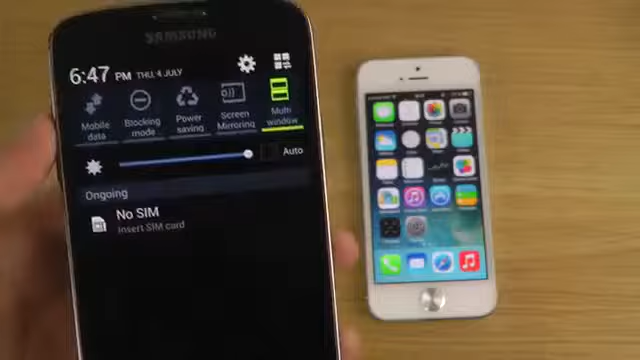 SAMSUNG
6:47 PM THU, 4 JULY
Mobile data
Blocking mode
Power saving
Screen Mirroring
Multi window
Auto
Ongoing
No SIM
Insert SIM card